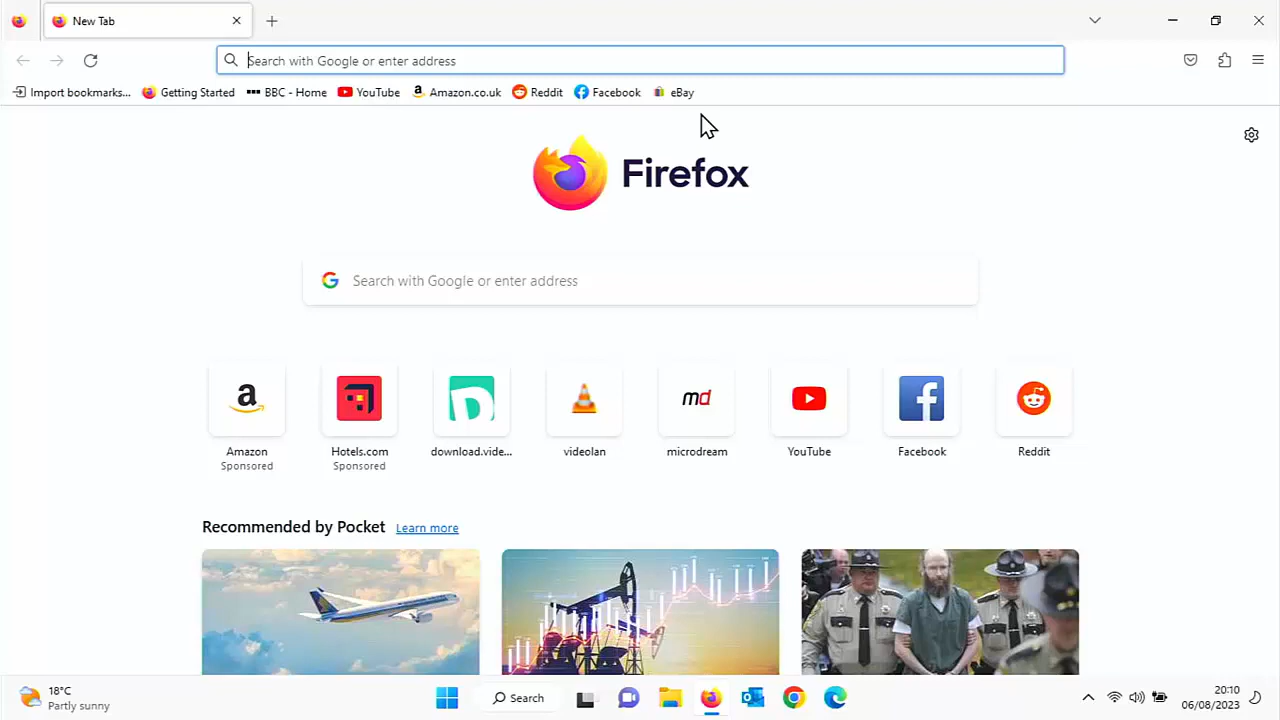 New Tab
Search with Google or enter address
Import bookmarks...
Getting Started
BBC - Home
YouTube
Amazon.co.uk
Reddit
Facebook
eBay
Firefox
Search with Google or enter address
a
D
md
f
Amazon
Sponsored
Hotels.com
Sponsored
download.vide...
videolan
microdream
YouTube
Facebook
Reddit
Recommended by Pocket Learn more
18°C
Partly sunny
Search
20:10
06/08/2023